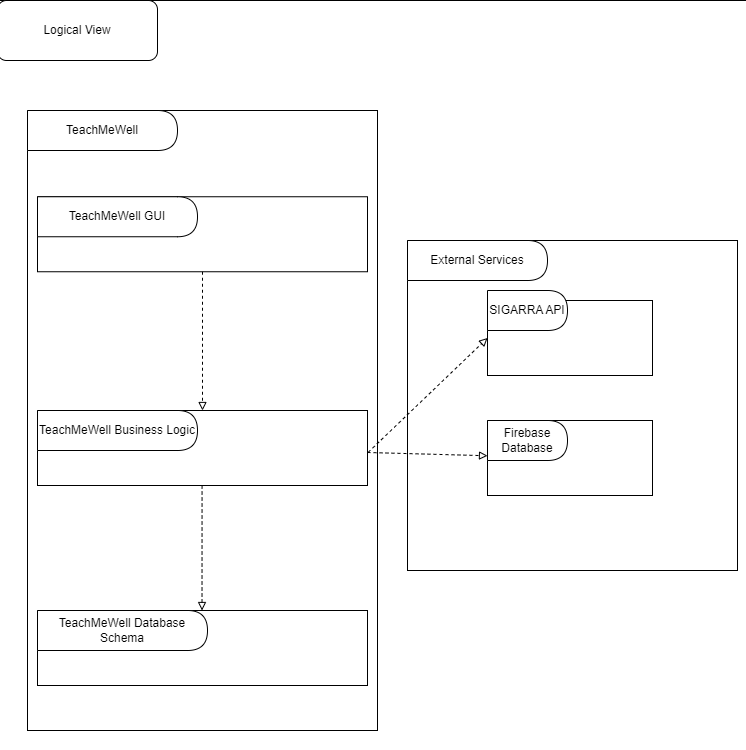 Logical View
TeachMeWell
TeachMeWell GUI
External Services
SIGARRA API
TeachMeWell Business Logic
Firebase
Database
TeachMeWell Database
Schema